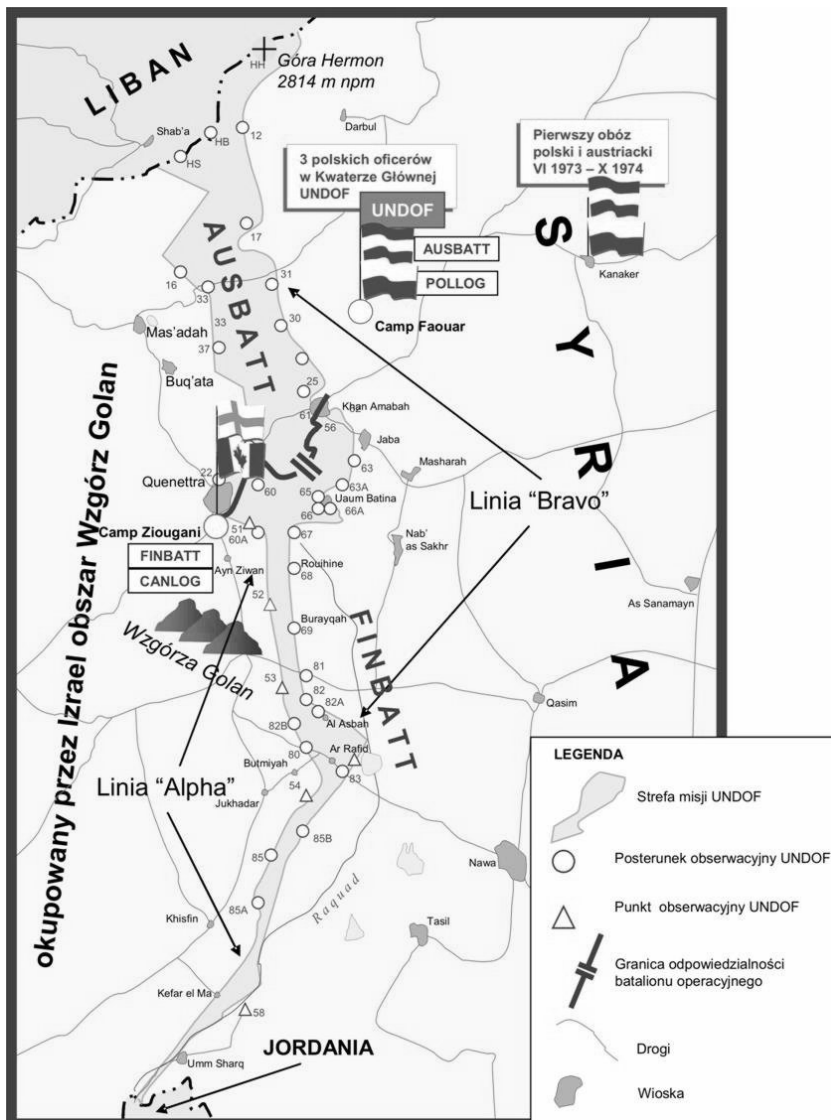 LIBAN
HH
Góra Hermon
2814 m npm
Shab'a
HB
HS
12
Darbul
3 polskich oficerów
w Kwaterze Głównej
UNDOF
Pierwszy obóz
polski i austriacki
VI 1973 – X 1974
UNDOF
AUSBATT
POLLOG
Kanaker
Camp Faouar
SYRIA
AUSBATT
17
16
33
31
33
30
37
Mas'adah
Buq'ata
25
61
62
56
Khan Amabah
Jaba
63
Masharah
22
Quenettra
60
65
63A
Uaum Batina
66
66A
Linia "Bravo"
okupowany przez Izrael obszar Wzgórz Golan
Camp Ziougani
51
60A
67
Nab'
as Sakhr
FINBATT
CANLOG
Ayn Ziwan
Rouihine
68
As Sanamayn
52
Wzgórza Golan
Burayqah
69
FINBATT
81
53
82
82A
Al Asbah
82B
Qasim
80
Ar Rafid
Butmiyah
83
Linia "Alpha"
54
Jukhadar
85B
85
Nawa
85A
Raquad
Khisfin
Tasil
Kefar el Ma
58
Umm Sharq
JORDANIA
LEGENDA
Strefa misji UNDOF
Posterunek obserwacyjny UNDOF
Punkt obserwacyjny UNDOF
Granica odpowiedzialności
batalionu operacyjnego
Drogi
Wioska